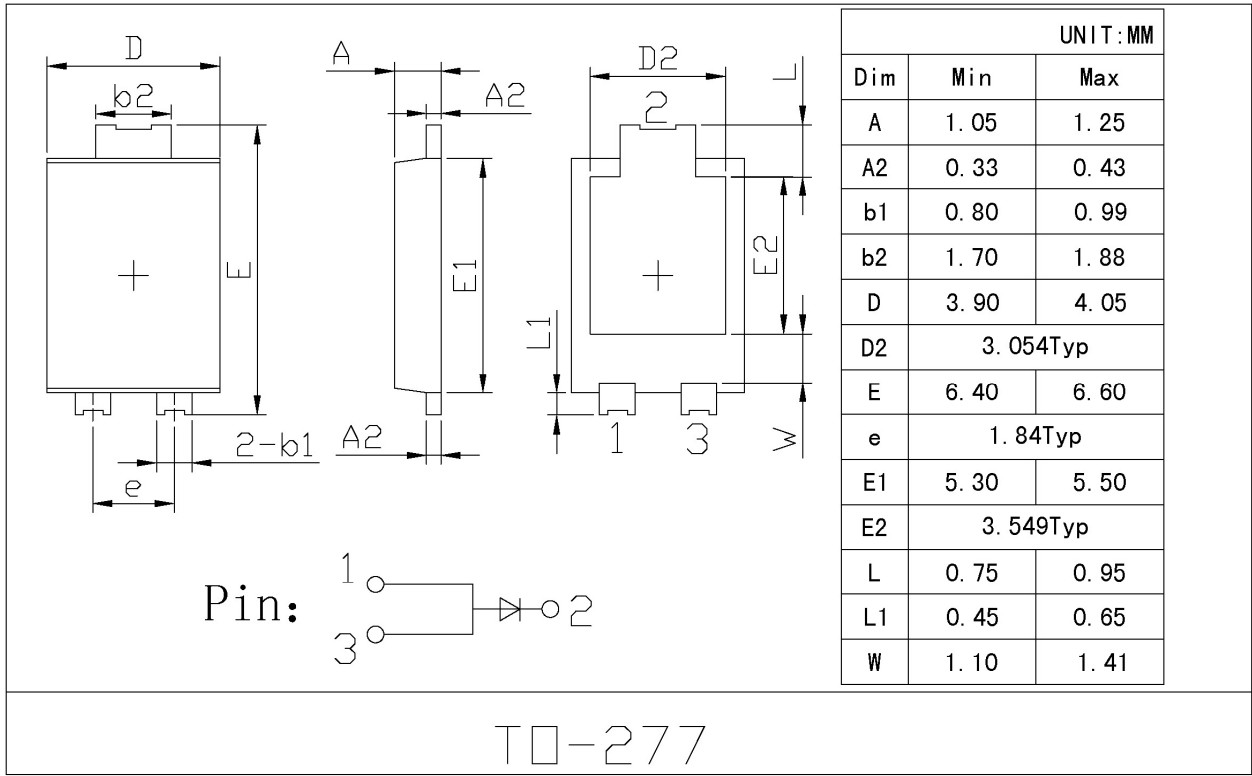 D
b2
E
2-b1
e
A
A2
E1
A2
D2
L
2
E2
L1
W
1 3
Pin:
1
3
2
UNIT:MM
Dim Min Max
A 1.05 1.25
A2 0.33 0.43
b1 0.80 0.99
b2 1.70 1.88
D 3.90 4.05
D2 3.054Typ
E 6.40 6.60
e 1.84Typ
E1 5.30 5.50
E2 3.549Typ
L 0.75 0.95
L1 0.45 0.65
W 1.10 1.41
TO-277